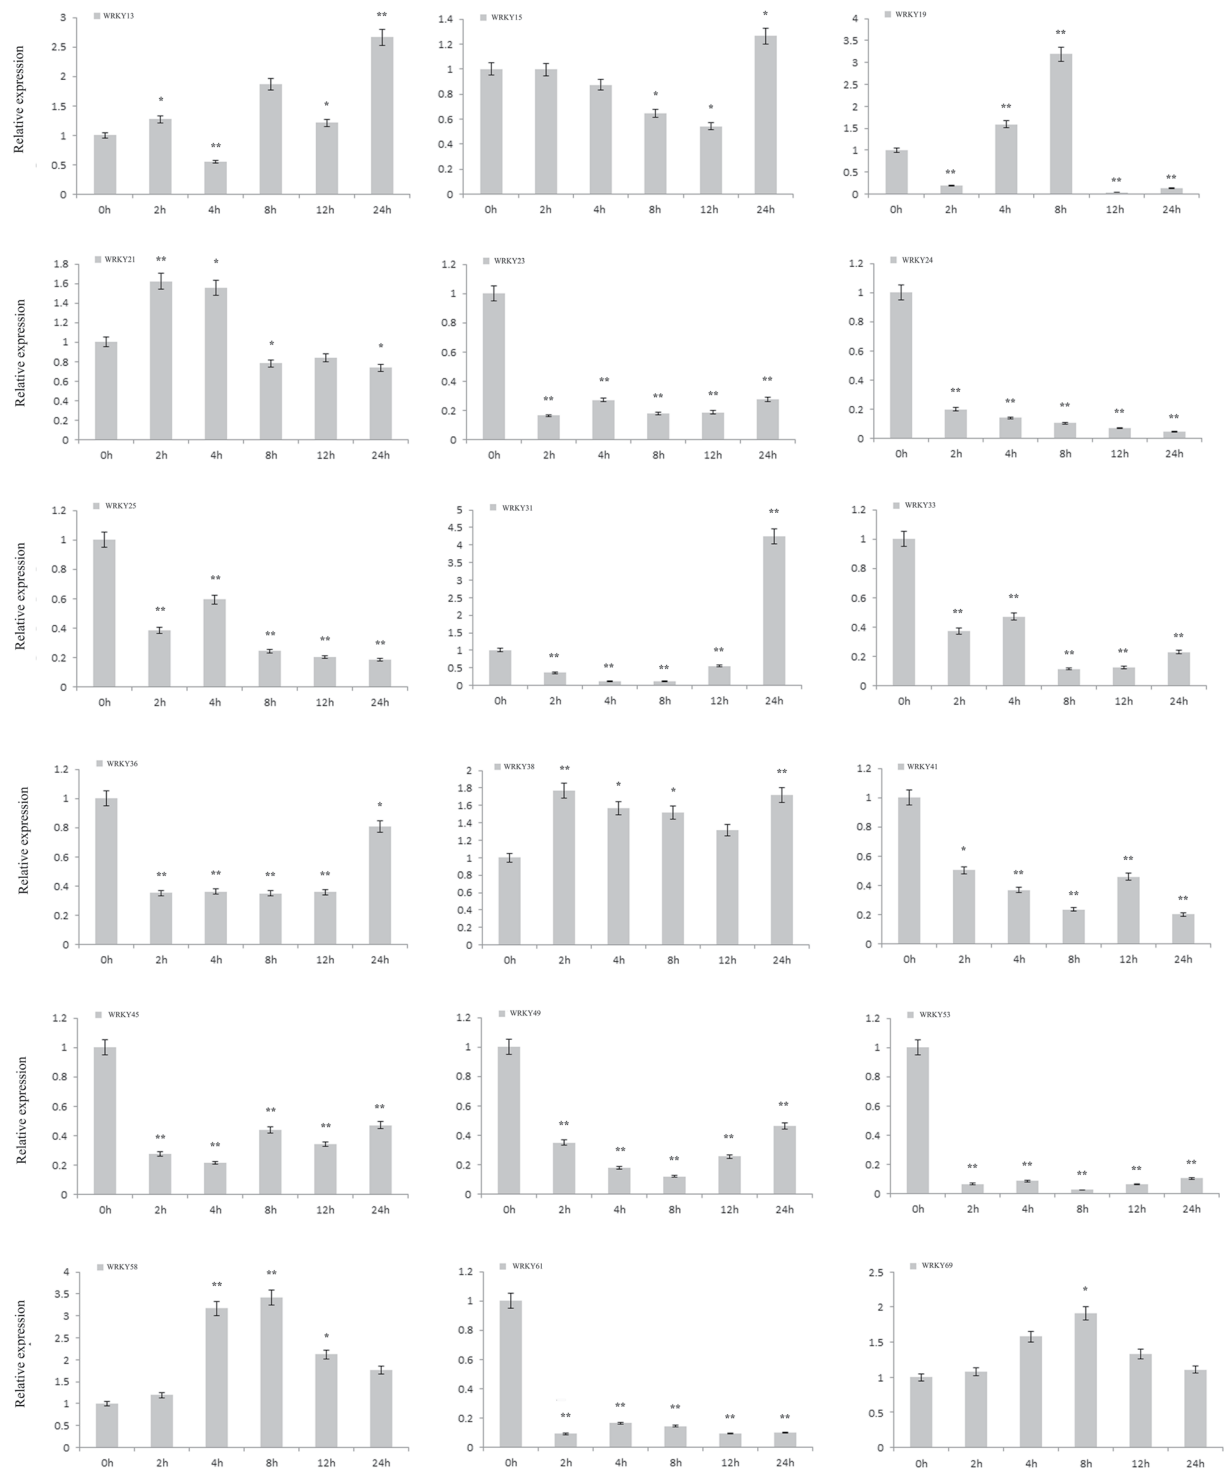 WRKY13
Relative expression
3
2.5
2
1.5
1
0.5
0
** * ** * 
0h 2h 4h 8h 12h 24h
WRKY15
1.4
1.2
1
0.8
0.6
0.4
0.2
0
* * *
0h 2h 4h 8h 12h 24h
WRKY19
4
3.5
3
2.5
2
1.5
1
0.5
0
** ** ** ** **
0h 2h 4h 8h 12h 24h
WRKY21
Relative expression
1.8
1.6
1.4
1.2
1
0.8
0.6
0.4
0.2
0
** * * *
0h 2h 4h 8h 12h 24h
WRKY23
1.2
1
0.8
0.6
0.4
0.2
0
** ** ** ** **
0h 2h 4h 8h 12h 24h
WRKY24
1.2
1
0.8
0.6
0.4
0.2
0
** ** ** ** **
0h 2h 4h 8h 12h 24h
WRKY25
Relative expression
1.2
1
0.8
0.6
0.4
0.2
0
** ** ** ** **
0h 2h 4h 8h 12h 24h
WRKY31
5
4.5
4
3.5
3
2.5
2
1.5
1
0.5
0
** ** ** ** **
0h 2h 4h 8h 12h 24h
WRKY33
1.2
1
0.8
0.6
0.4
0.2
0
** ** ** ** **
0h 2h 4h 8h 12h 24h
WRKY36
Relative expression
1.2
1
0.8
0.6
0.4
0.2
0
** ** ** ** *
0h 2h 4h 8h 12h 24h
WRKY38
2
1.8
1.6
1.4
1.2
1
0.8
0.6
0.4
0.2
0
** * * **
0h 2h 4h 8h 12h 24h
WRKY41
1.2
1
0.8
0.6
0.4
0.2
0
* ** ** ** **
0h 2h 4h 8h 12h 24h
WRKY45
Relative expression
1.2
1
0.8
0.6
0.4
0.2
0
** ** ** ** **
0h 2h 4h 8h 12h 24h
WRKY49
1.2
1
0.8
0.6
0.4
0.2
0
** ** ** ** **
0h 2h 4h 8h 12h 24h
WRKY53
1.2
1
0.8
0.6
0.4
0.2
0
** ** ** ** **
0h 2h 4h 8h 12h 24h
WRKY58
Relative expression
4
3.5
3
2.5
2
1.5
1
0.5
0
** ** *
0h 2h 4h 8h 12h 24h
WRKY61
1.2
1
0.8
0.6
0.4
0.2
0
** ** ** ** **
0h 2h 4h 8h 12h 24h
WRKY69
2.5
2
1.5
1
0.5
0
*
0h 2h 4h 8h 12h 24h